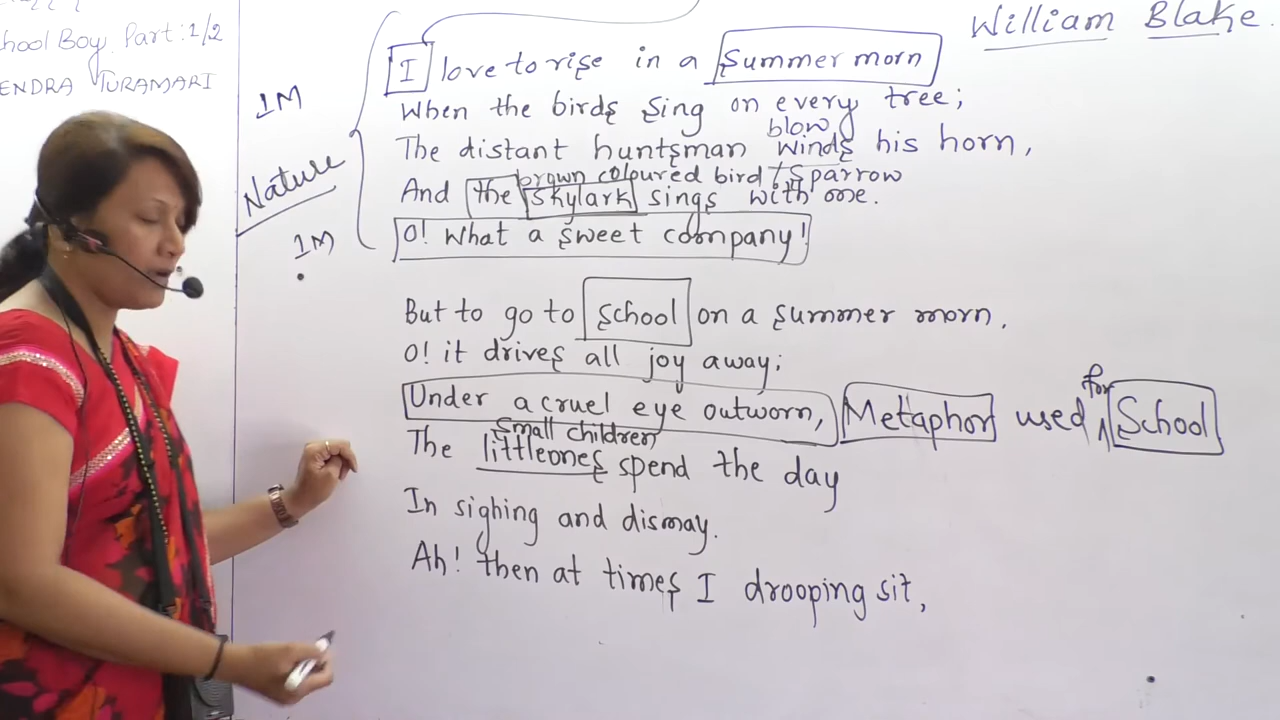 hool Boy Part: 1/2
ENDRA TURAMARI
William Blake.
1M
Nature
1M
I love to rise in a Summer morn
When the birds sing on every tree;
blow
The distant huntsman winds his horn,
brown coloured bird / Sparrow
And the skylark sings with me.
O! What a sweet company!
But to go to school on a summer morn,
O! it drives all joy away;
Under a cruel eye outworn, Metaphor used for School
small children
The littleones spend the day
In sighing and dismay.
Ah! then at times I drooping sit,